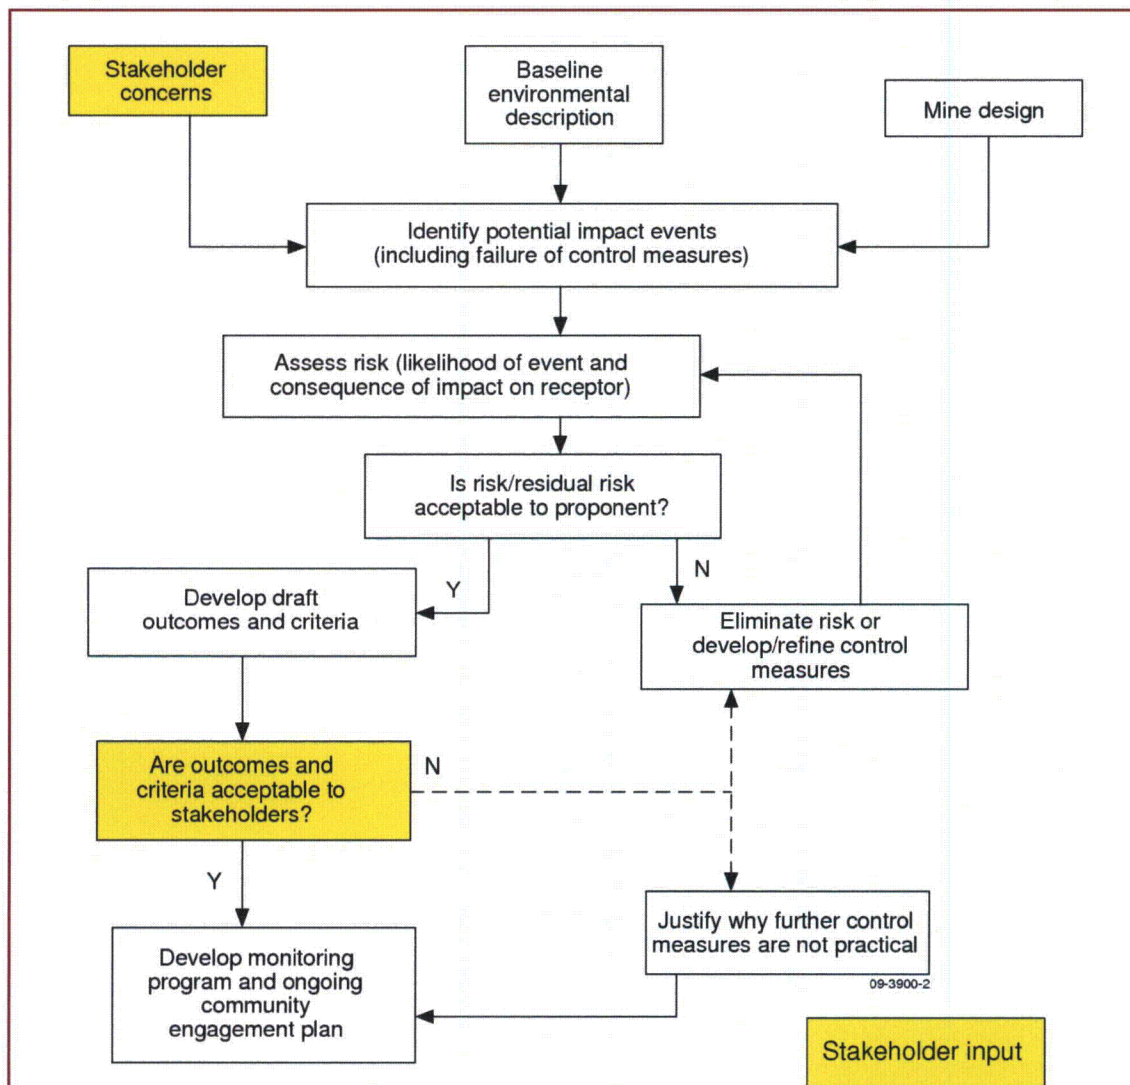 Stakeholder
concerns
Baseline
environmental
description
Mine design
Identify potential impact events
(including failure of control measures)
Assess risk (likelihood of event and
consequence of impact on receptor)
Is risk/residual risk
acceptable to proponent?
Y
N
Develop draft
outcomes and criteria
Eliminate risk or
develop/refine control
measures
Are outcomes and
criteria acceptable to
stakeholders?
N
Y
Justify why further control
measures are not practical
09-3900-2
Develop monitoring
program and ongoing
community
engagement plan
Stakeholder input